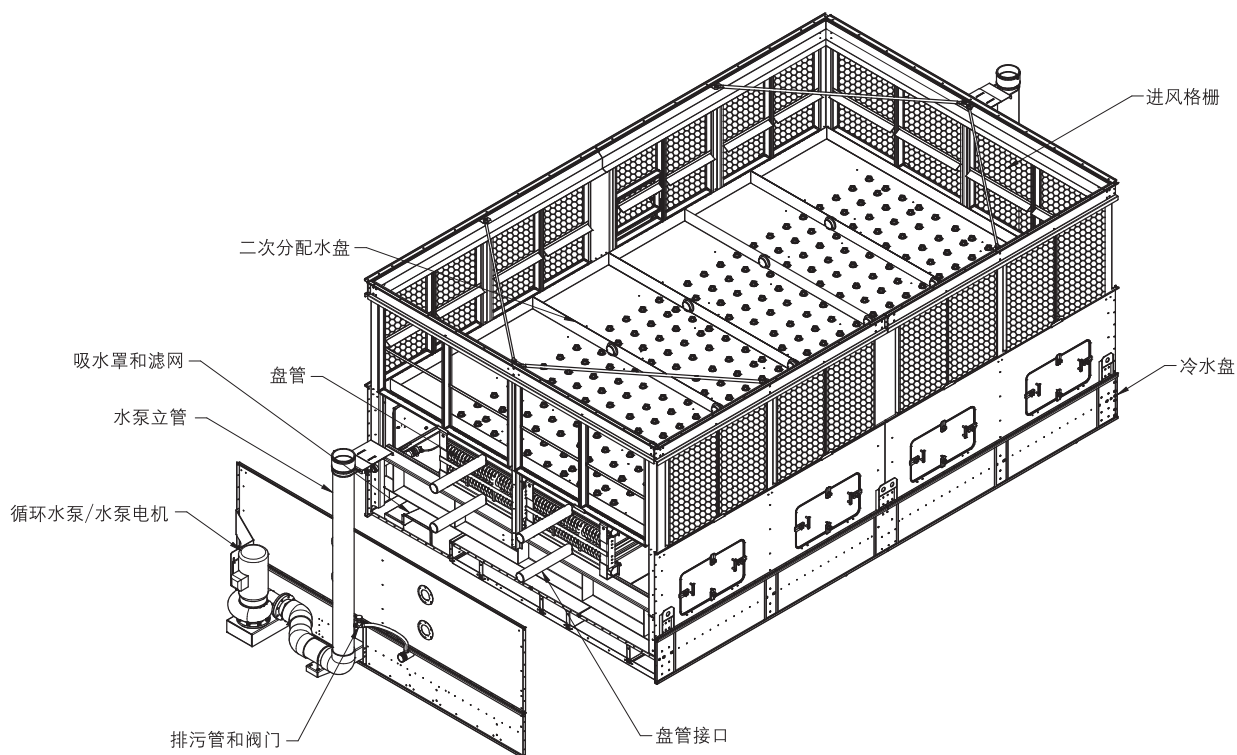 进风格栅
二次分配水盘
吸水罩和滤网
盘管
冷水盘
水泵立管
循环水泵/水泵电机
排污管和阀门
盘管接口